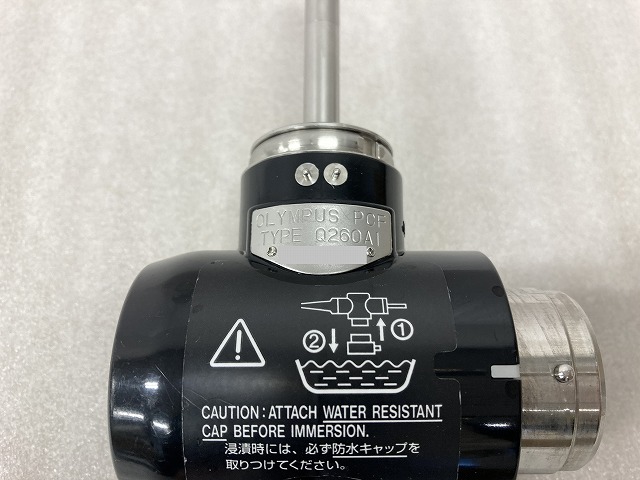 OLYMPUS PCF
TYPE Q260AI
② ①
CAUTION: ATTACH WATER RESISTANT
CAP BEFORE IMMERSION.
浸漬時には、必ず防水キャップを
取りつけてください。